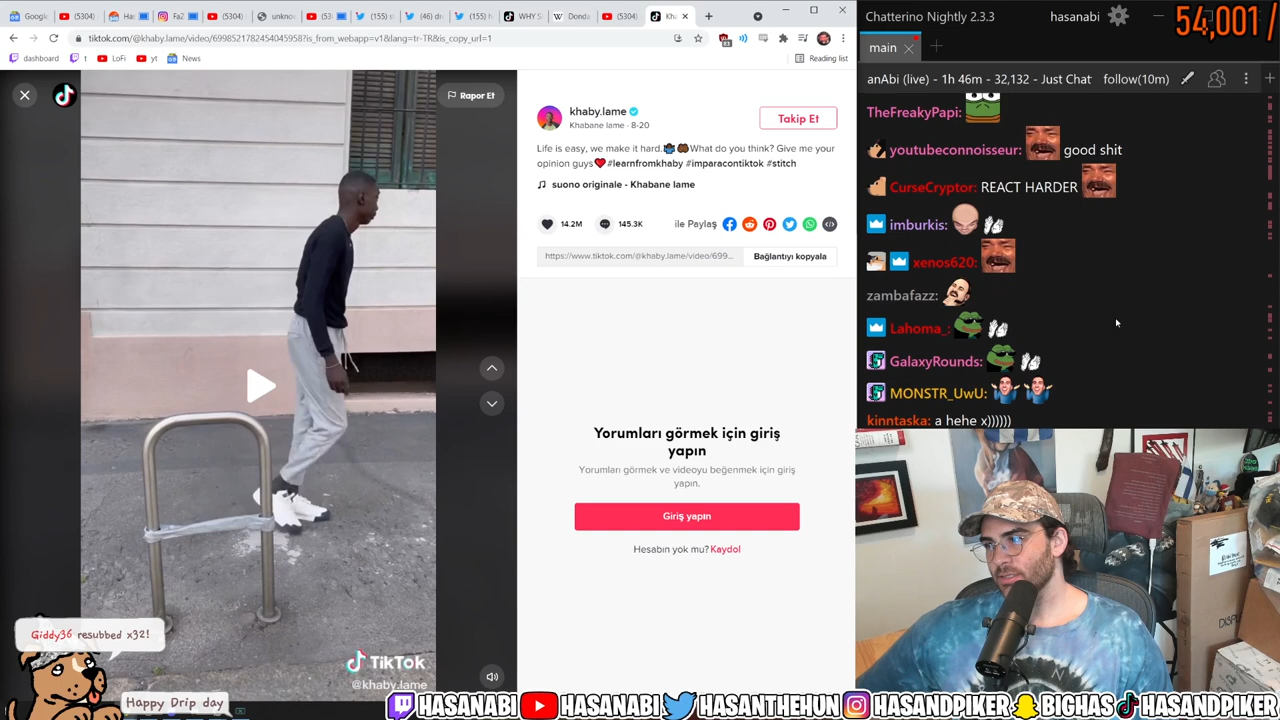 Google
(5304)
Has
Fa2
(5304)
unkno
(53
(155) s
(46) dr
(155) h
WHY S
Donda
(5304)
Kha
Chatterino Nightly 2.3.3
hasanabi
54,001 /
tiktok.com/@khaby.lame/video/6998521782454045958?is_from_webapp=v1&lang=tr-TR&is_copy_url=1
main
dashboard
t
LoFi
yt
News
Reading list
anAbi (live) - 1h 46m - 32,132 - Just Chat
follow(10m)
Rapor Et
khaby.lame
Khabane lame · 8-20
Takip Et
Life is easy, we make it hard. What do you think? Give me your
opinion guys #learnfromkhaby #imparacontiktok #stitch
suono originale - Khabane lame
14.2M
145.3K
ile Paylaş
https://www.tiktok.com/@khaby.lame/video/699...
Bağlantıyı kopyala
Yorumları görmek için giriş
yapın
Yorumları görmek ve videoyu beğenmek için giriş
yapın.
Giriş yapın
Hesabın yok mu? Kaydol
TheFreakyPapi:
youtubeconnoisseur: good shit
CurseCryptor: REACT HARDER
imburkis:
xenos620:
zambafazz:
Lahoma_:
GalaxyRounds:
MONSTR_UwU:
kinntaska: a hehe x))))))
TikTok
@khaby.lame
Giddy36 resubbed x32!
Happy Drip day
HASANABI
HASANABI
HASANTHEHUN
HASANDPIKER
BIGHAS
HASANDPIKER